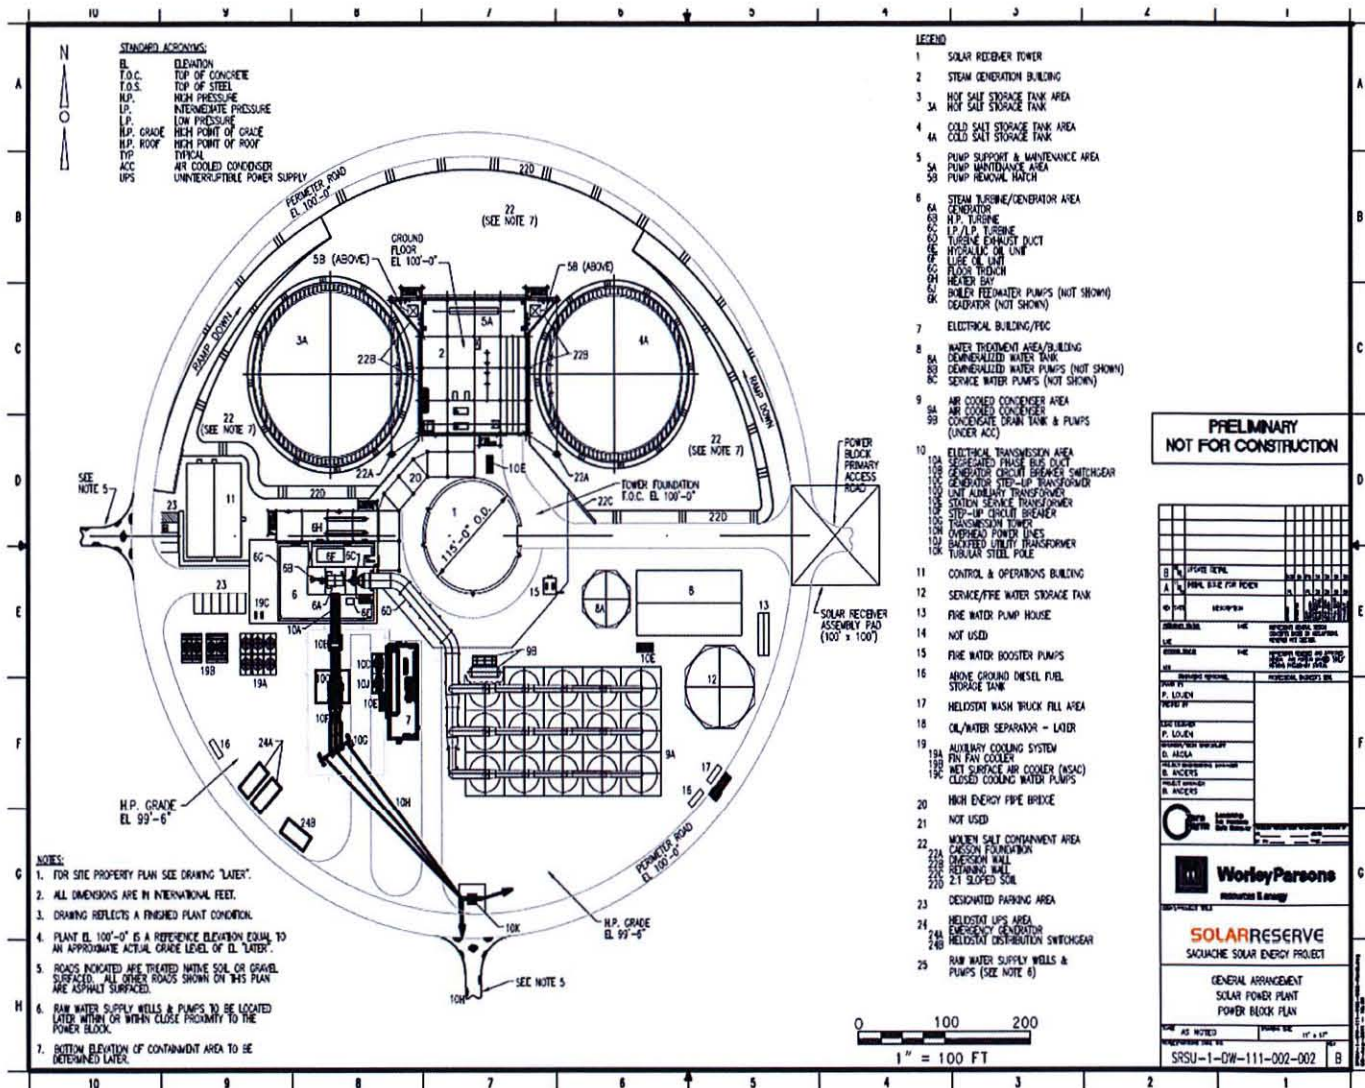 10 9 8 7 6 5 4 3 2 1
A
B
C
D
E
F
G
H
N
STANDARD ACRONYMS:
EL ELEVATION
T.O.C. TOP OF CONCRETE
T.O.S. TOP OF STEEL
H.P. HIGH PRESSURE
I.P. INTERMEDIATE PRESSURE
L.P. LOW PRESSURE
H.P. GRADE HIGH POINT OF GRADE
H.P. ROOF HIGH POINT OF ROOF
TYP TYPICAL
ACC AIR COOLED CONDENSER
UPS UNINTERRUPTIBLE POWER SUPPLY
PERIMETER ROAD
EL 100'-0"
22D
22
(SEE NOTE 7)
GROUND
FLOOR
EL 100'-0"
5B (ABOVE)
5B (ABOVE)
RAMP DOWN
RAMP DOWN
3A
5A
2
4A
22B
22B
22
(SEE NOTE 7)
22
(SEE NOTE 7)
22A
22A
10E
20
22C
TOWER FOUNDATION
T.O.C. EL 100'-0"
1
115'-0" O.D.
POWER
BLOCK
PRIMARY
ACCESS
ROAD
SEE
NOTE 5
23
11
22D
22D
6H
6F
6C
6G
6B
6
6A
6D
23
19C
10A
15
8A
8
13
SOLAR RECEIVER
ASSEMBLY PAD
(100' x 100')
19B
19A
9B
10E
12
10J
7
16
24A
10G
9A
17
16
10H
24B
H.P. GRADE
EL 99'-6"
PERIMETER ROAD
EL 100'-0"
H.P. GRADE
EL 99'-6"
10K
10H
SEE NOTE 5
NOTES:
1. FOR SITE PROPERTY PLAN SEE DRAWING "LATER".
2. ALL DIMENSIONS ARE IN INTERNATIONAL FEET.
3. DRAWING REFLECTS A FINISHED PLANT CONDITION.
4. PLANT EL 100'-0" IS A REFERENCE ELEVATION EQUAL TO
AN APPROXIMATE ACTUAL GRADE LEVEL OF EL "LATER".
5. ROADS INDICATED ARE TREATED NATIVE SOIL OR GRAVEL
SURFACED. ALL OTHER ROADS SHOWN ON THIS PLAN
ARE ASPHALT SURFACED.
6. RAW WATER SUPPLY WELLS & PUMPS TO BE LOCATED
LATER WITHIN OR WITHIN CLOSE PROXIMITY TO THE
POWER BLOCK.
7. BOTTOM ELEVATION OF CONTAINMENT AREA TO BE
DETERMINED LATER.
LEGEND
1 SOLAR RECEIVER TOWER
2 STEAM GENERATION BUILDING
3 HOT SALT STORAGE TANK AREA
3A HOT SALT STORAGE TANK
4 COLD SALT STORAGE TANK AREA
4A COLD SALT STORAGE TANK
5 PUMP SUPPORT & MAINTENANCE AREA
5A PUMP MAINTENANCE AREA
5B PUMP REMOVAL HATCH
6 STEAM TURBINE/GENERATOR AREA
6A GENERATOR
6B H.P. TURBINE
6C I.P./L.P. TURBINE
6D TURBINE EXHAUST DUCT
6E HYDRAULIC OIL UNIT
6F LUBE OIL UNIT
6G FLOOR TRENCH
6H HEATER BAY
6J BOILER FEEDWATER PUMPS (NOT SHOWN)
6K DEAERATOR (NOT SHOWN)
7 ELECTRICAL BUILDING/PDC
8 WATER TREATMENT AREA/BUILDING
8A DEMINERALIZED WATER TANK
8B DEMINERALIZED WATER PUMPS (NOT SHOWN)
8C SERVICE WATER PUMPS (NOT SHOWN)
9 AIR COOLED CONDENSER AREA
9A AIR COOLED CONDENSER
9B CONDENSATE DRAIN TANK & PUMPS
(UNDER ACC)
10 ELECTRICAL TRANSMISSION AREA
10A SEGREGATED PHASE BUS DUCT
10B GENERATOR CIRCUIT BREAKER SWITCHGEAR
10C GENERATOR STEP-UP TRANSFORMER
10D UNIT AUXILIARY TRANSFORMER
10E STATION SERVICE TRANSFORMER
10F STEP-UP CIRCUIT BREAKER
10G TRANSMISSION TOWER
10H OVERHEAD POWER LINES
10J BACKFEED UTILITY TRANSFORMER
10K TUBULAR STEEL POLE
11 CONTROL & OPERATIONS BUILDING
12 SERVICE/FIRE WATER STORAGE TANK
13 FIRE WATER PUMP HOUSE
14 NOT USED
15 FIRE WATER BOOSTER PUMPS
16 ABOVE GROUND DIESEL FUEL
STORAGE TANK
17 HELIOSTAT WASH TRUCK FILL AREA
18 OIL/WATER SEPARATOR - LATER
19 AUXILIARY COOLING SYSTEM
19A FIN FAN COOLER
19B WET SURFACE AIR COOLER (WSAC)
19C CLOSED COOLING WATER PUMPS
20 HIGH ENERGY PIPE BRIDGE
21 NOT USED
22 MOLTEN SALT CONTAINMENT AREA
22A CAISSON FOUNDATION
22B DIVERSION WALL
22C RETAINING WALL
22D 2:1 SLOPED SOIL
23 DESIGNATED PARKING AREA
24 HELIOSTAT UPS AREA
24A EMERGENCY GENERATOR
24B HELIOSTAT DISTRIBUTION SWITCHGEAR
25 RAW WATER SUPPLY WELLS &
PUMPS (SEE NOTE 6)
0 100 200
1" = 100 FT
PRELIMINARY
NOT FOR CONSTRUCTION
B
A
P. LOUEN
P. LOUEN
B. ANDERS
B. ANDERS
WorleyParsons
resources & energy
SOLARRESERVE
SAGUACHE SOLAR ENERGY PROJECT
GENERAL ARRANGEMENT
SOLAR POWER PLANT
POWER BLOCK PLAN
AS NOTED
11" x 17"
SRSU-1-DW-111-002-002 B
10 9 8 7 6 5 4 3 2 1